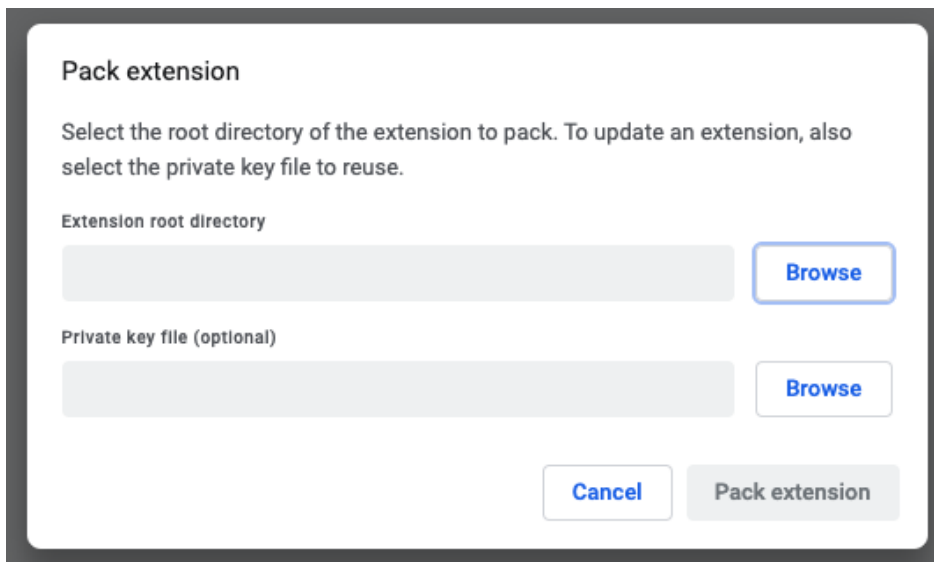 Pack extension
Select the root directory of the extension to pack. To update an extension, also
select the private key file to reuse.
Extension root directory
Browse
Private key file (optional)
Browse
Cancel
Pack extension